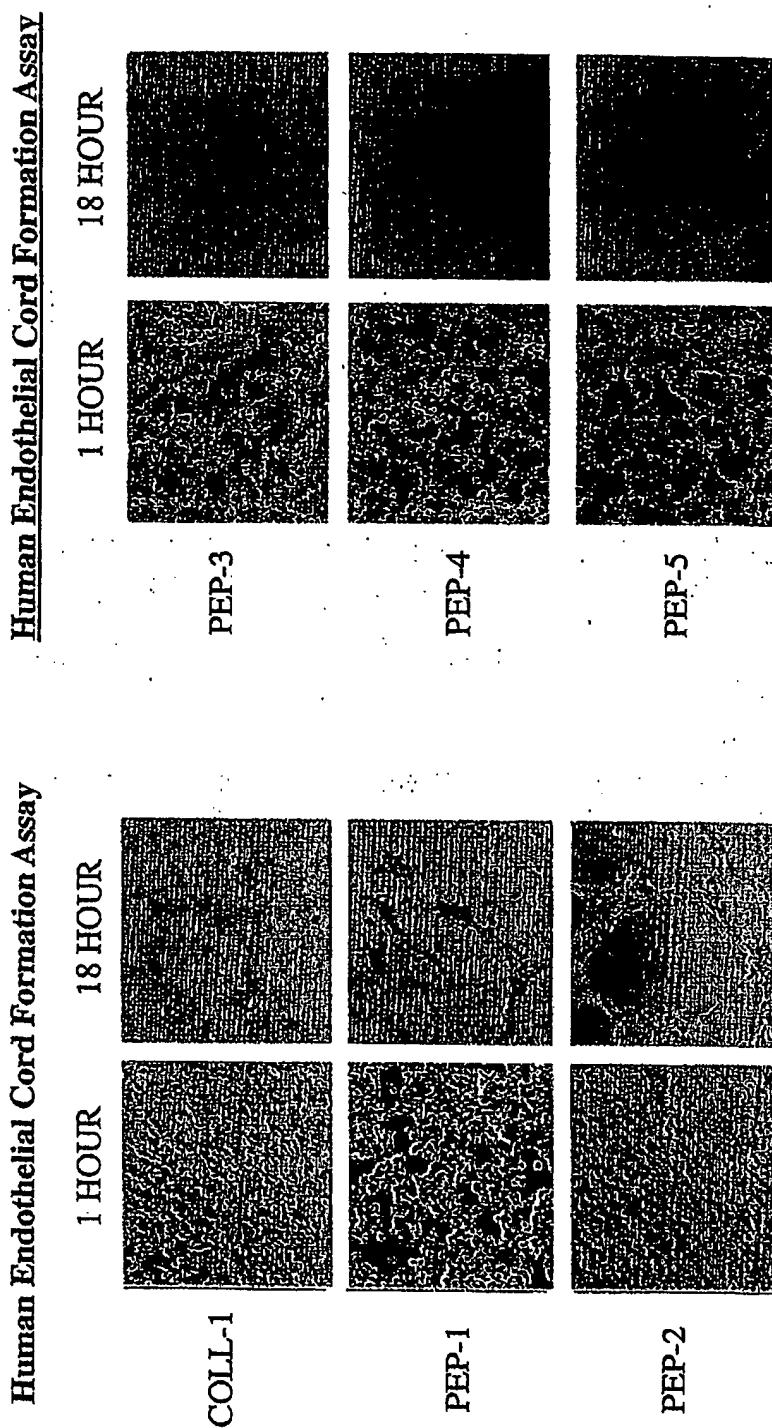 Human Endothelial Cord Formation Assay
1 HOUR 18 HOUR
COLL-1
PEP-1
PEP-2
Human Endothelial Cord Formation Assay
1 HOUR 18 HOUR
PEP-3
PEP-4
PEP-5